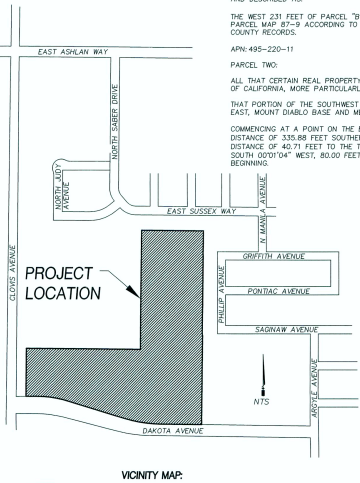 THE WEST 231 FEET OF PARCEL "B
PARCEL MAP 87-9 ACCORDING TO
COUNTY RECORDS.
APN: 495-220-11
PARCEL TWO:
ALL THAT CERTAIN REAL PROPERTY
OF CALIFORNIA, MORE PARTICULARL
THAT PORTION OF THE SOUTHWEST
EAST, MOUNT DIABLO BASE AND ME
COMMENCING AT A POINT ON THE E
DISTANCE OF 335.88 FEET SOUTHER
DISTANCE OF 40.71 FEET TO THE T
SOUTH 00°01'04" WEST, 80.00 FEET
BEGINNING.
EAST ASHLAN WAY
NORTH SABER DRIVE
NORTH JUDY
AVENUE
EAST SUSSEX WAY
N MANILA AVENUE
CLOVIS AVENUE
PROJECT
LOCATION
GRIFFITH AVENUE
PHILLIP AVENUE
PONTIAC AVENUE
SAGINAW AVENUE
NTS
ARGYLE AVENUE
DAKOTA AVENUE
VICINITY MAP: